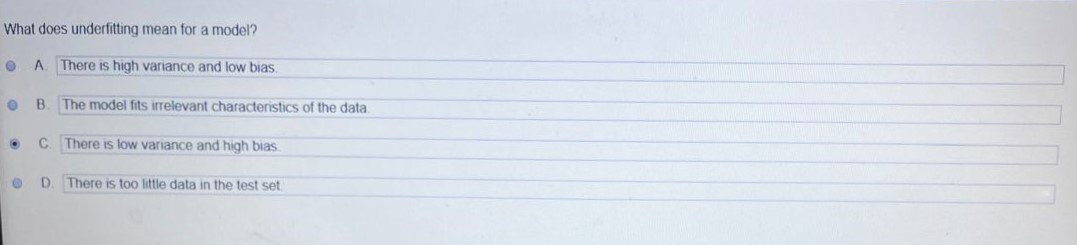 What does underfitting mean for a model?
A. There is high variance and low bias.
B. The model fits irrelevant characteristics of the data.
C. There is low variance and high bias.
D. There is too little data in the test set.